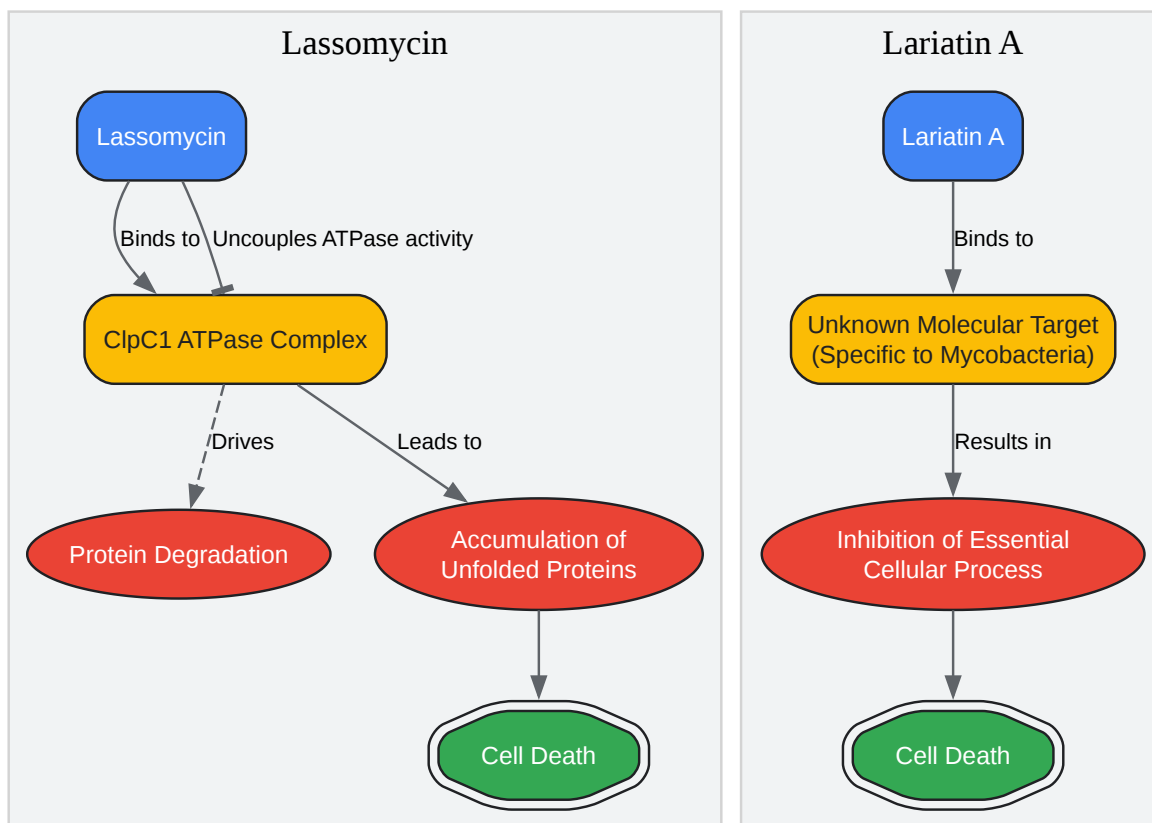 Lassomycin
Lassomycin
Binds to
Uncouples ATPase activity
ClpC1 ATPase Complex
Drives
Leads to
Protein Degradation
Accumulation of
Unfolded Proteins
Cell Death
Lariatin A
Lariatin A
Binds to
Unknown Molecular Target
(Specific to Mycobacteria)
Results in
Inhibition of Essential
Cellular Process
Cell Death